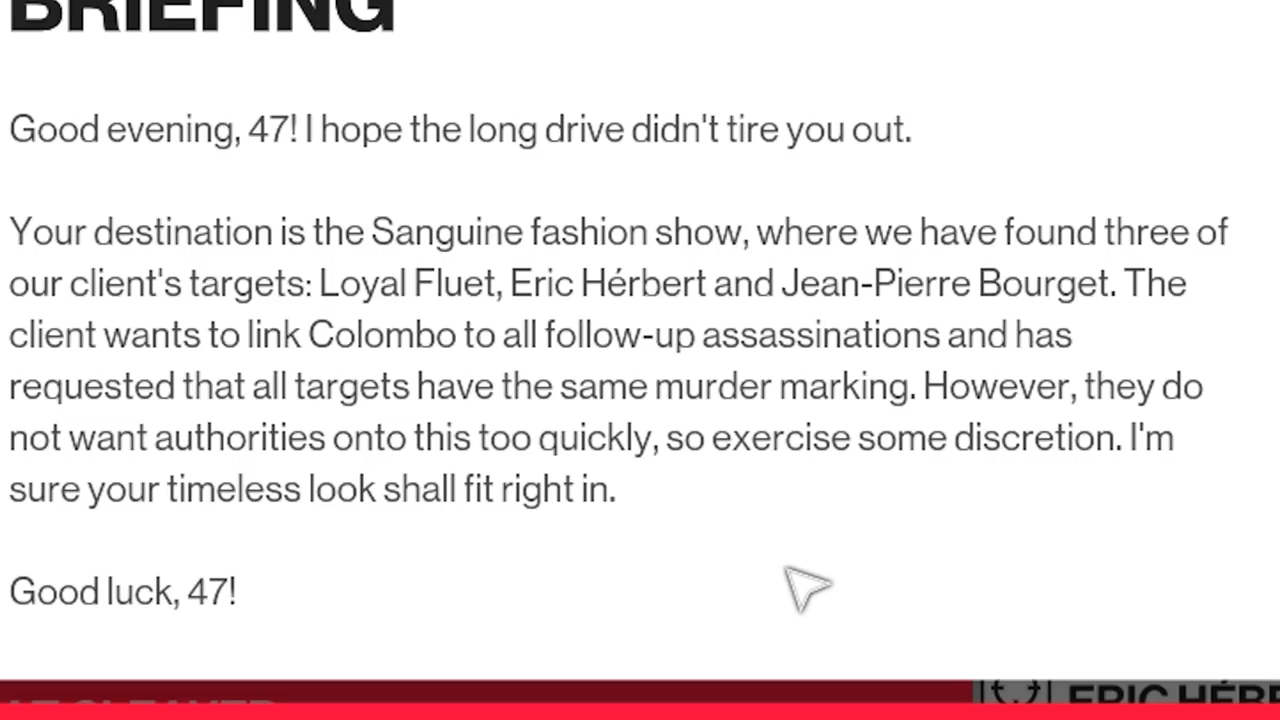 BRIEFING
Good evening, 47! I hope the long drive didn't tire you out.
Your destination is the Sanguine fashion show, where we have found three of
our client's targets: Loyal Fluet, Eric Hérbert and Jean-Pierre Bourget. The
client wants to link Colombo to all follow-up assassinations and has
requested that all targets have the same murder marking. However, they do
not want authorities onto this too quickly, so exercise some discretion. I'm
sure your timeless look shall fit right in.
Good luck, 47!
ERIC HÉR